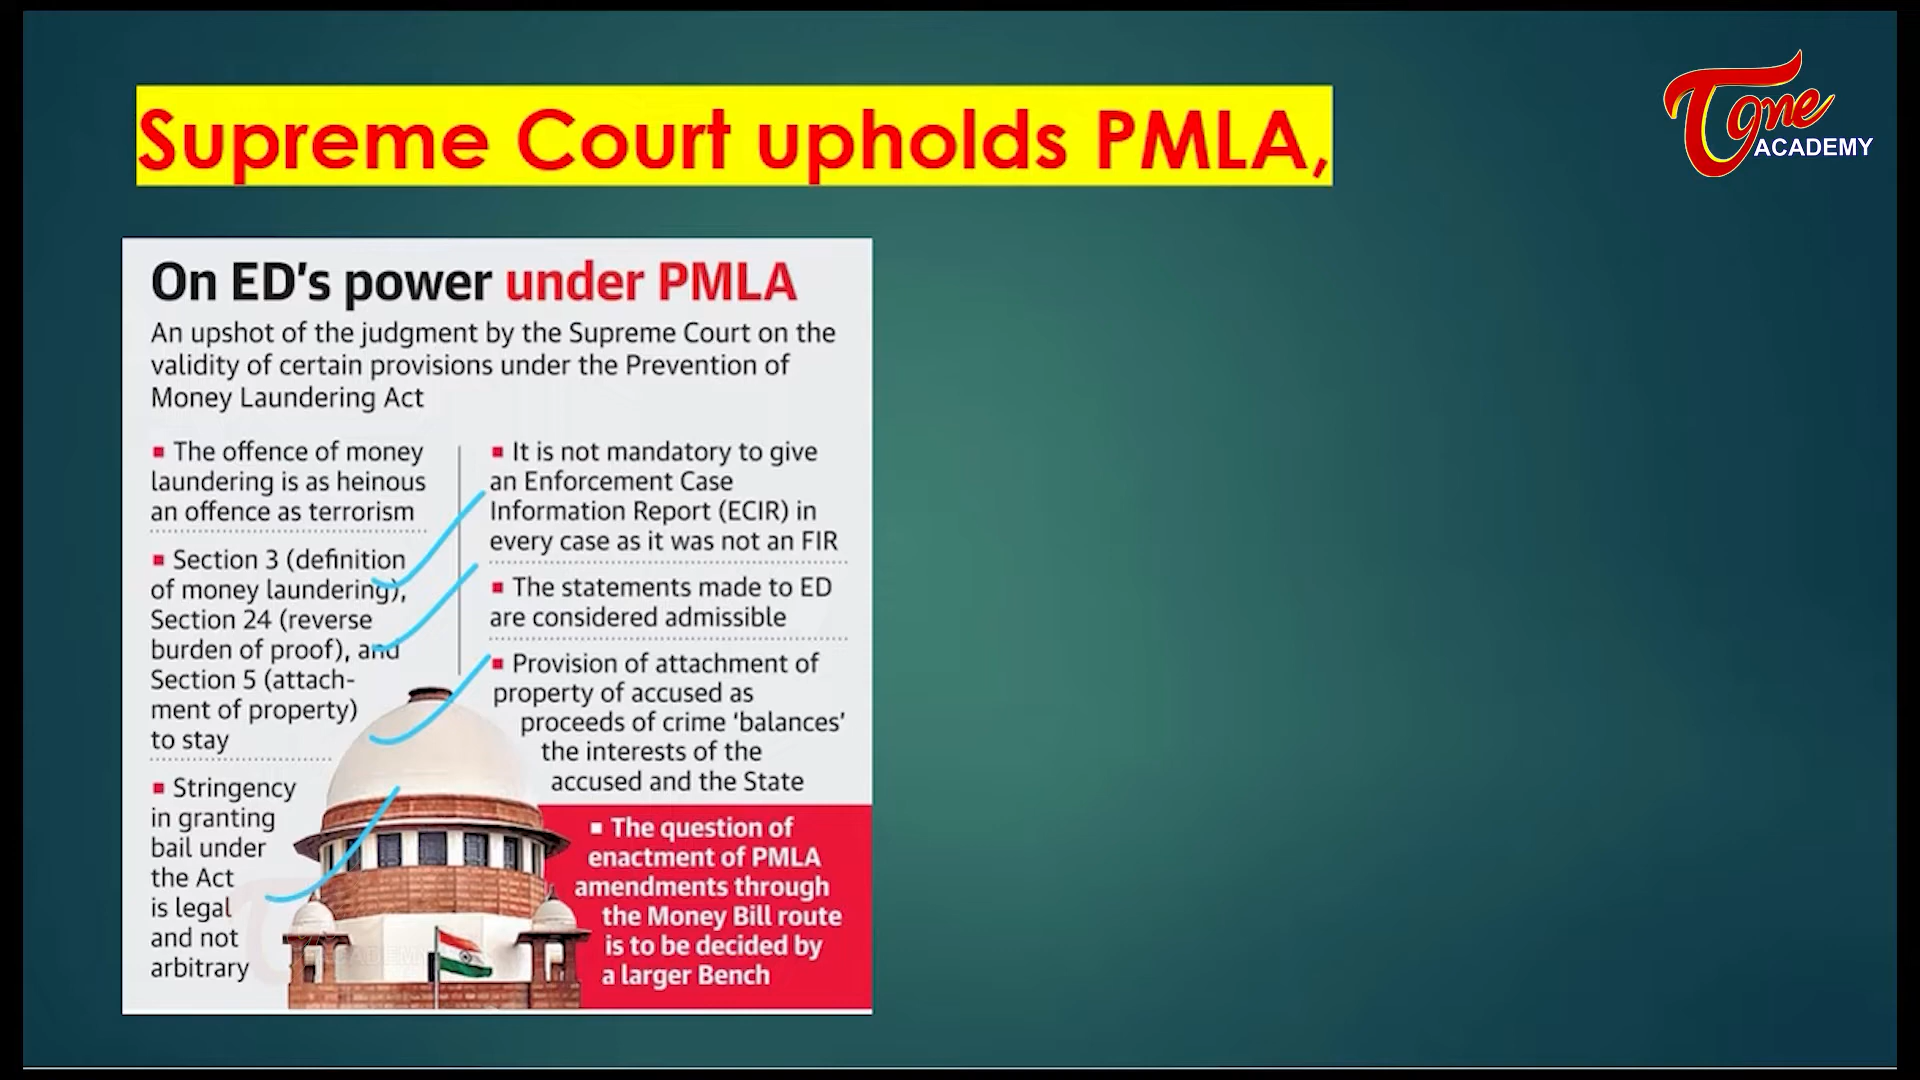 Supreme Court upholds PMLA,
Tone
ACADEMY
On ED's power under PMLA
An upshot of the judgment by the Supreme Court on the
validity of certain provisions under the Prevention of
Money Laundering Act
▪ The offence of money
laundering is as heinous
an offence as terrorism
▪ Section 3 (definition
of money laundering),
Section 24 (reverse
burden of proof), and
Section 5 (attach-
ment of property)
to stay
▪ Stringency
in granting
bail under
the Act
is legal
and not
arbitrary
▪ It is not mandatory to give
an Enforcement Case
Information Report (ECIR) in
every case as it was not an FIR
▪ The statements made to ED
are considered admissible
▪ Provision of attachment of
property of accused as
proceeds of crime ‘balances’
the interests of the
accused and the State
▪ The question of
enactment of PMLA
amendments through
the Money Bill route
is to be decided by
a larger Bench
ACADEMY